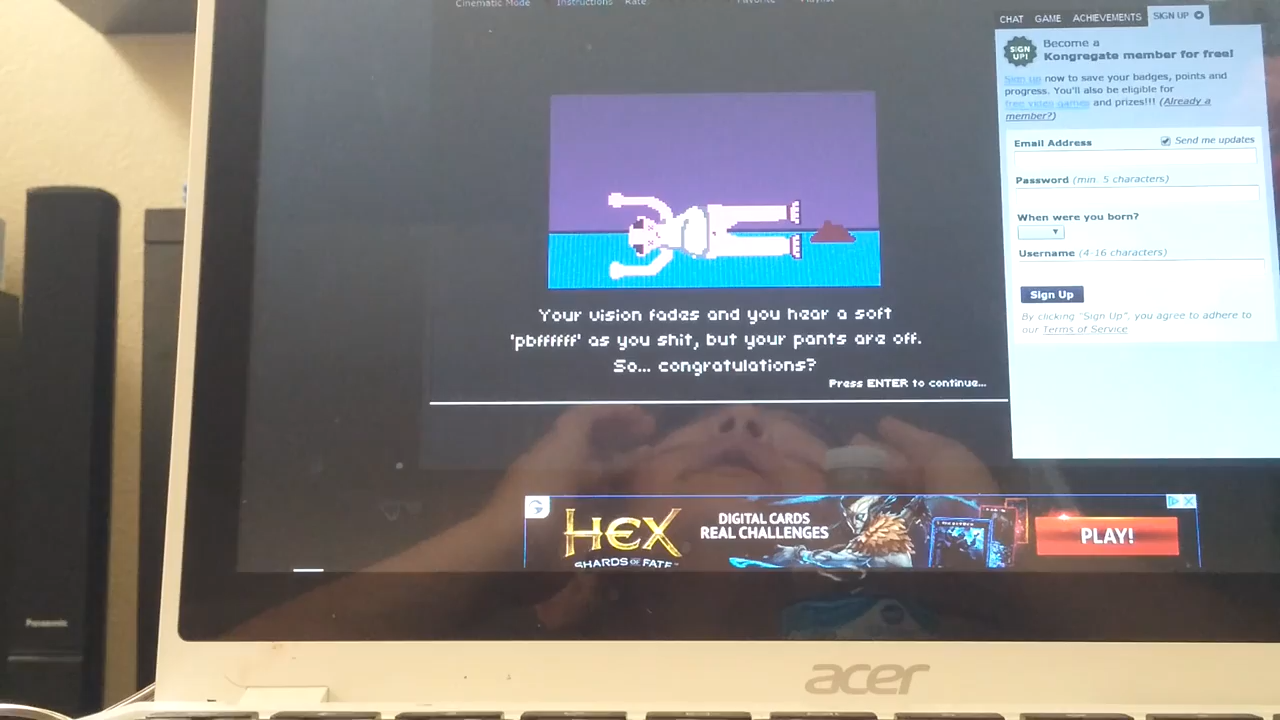 Cinematic Mode Instructions Rate
CHAT GAME ACHIEVEMENTS SIGN UP
SIGN UP!
Become a
Kongregate member for free!
Sign up now to save your badges, points and
progress. You'll also be eligible for
free video games and prizes!!! (Already a
member?)
Email Address Send me updates
Password (min. 5 characters)
When were you born?
Username (4-16 characters)
Sign Up
By clicking "Sign Up", you agree to adhere to
our Terms of Service
Your vision fades and you hear a soft
'pbffffff' as you shit, but your pants are off.
So... congratulations?
Press ENTER to continue...
HEX
SHARDS OF FATE
DIGITAL CARDS
REAL CHALLENGES
PLAY!
Panasonic
acer